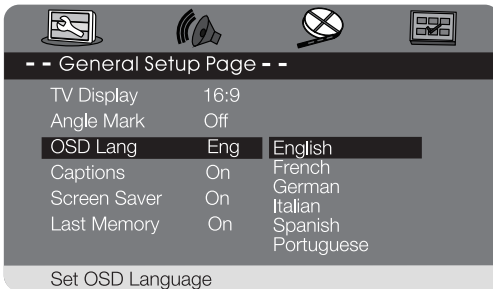 - - General Setup Page - -
TV Display 16:9
Angle Mark Off
OSD Lang Eng English
Captions On French
German
Screen Saver On Italian
Last Memory On Spanish
Portuguese
Set OSD Language